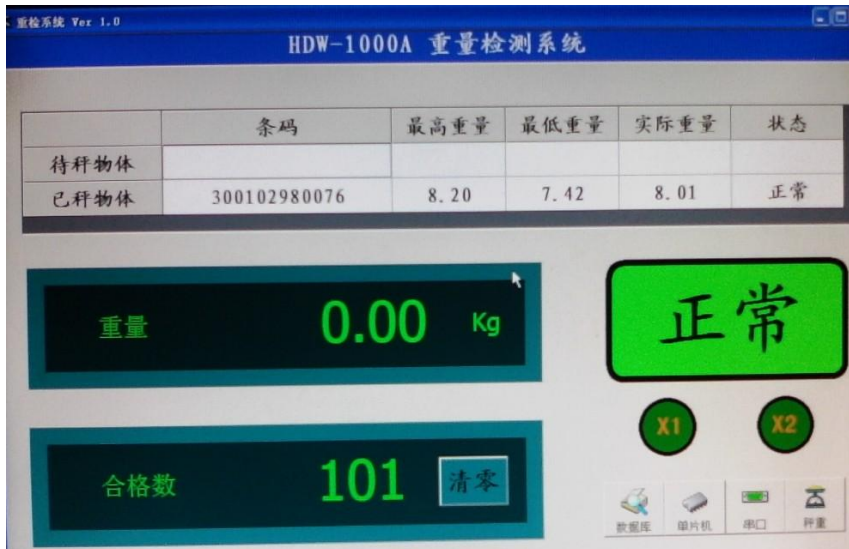 重检系统 Ver 1.0
HDW-1000A 重量检测系统
条码 最高重量 最低重量 实际重量 状态
待秤物体
已秤物体 300102980076 8.20 7.42 8.01 正常
重量 0.00 Kg
正常
X1 X2
合格数 101 清零
数据库 单片机 串口 秤重